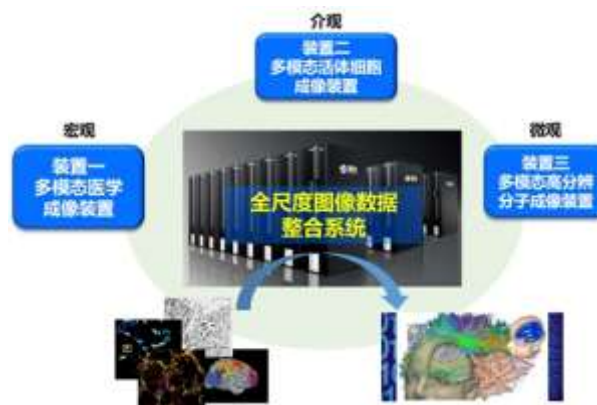 介观
装置二
多模态活体细胞
成像装置
宏观
装置一
多模态医学
成像装置
微观
装置三
多模态高分辨
分子成像装置
全尺度图像数据
整合系统